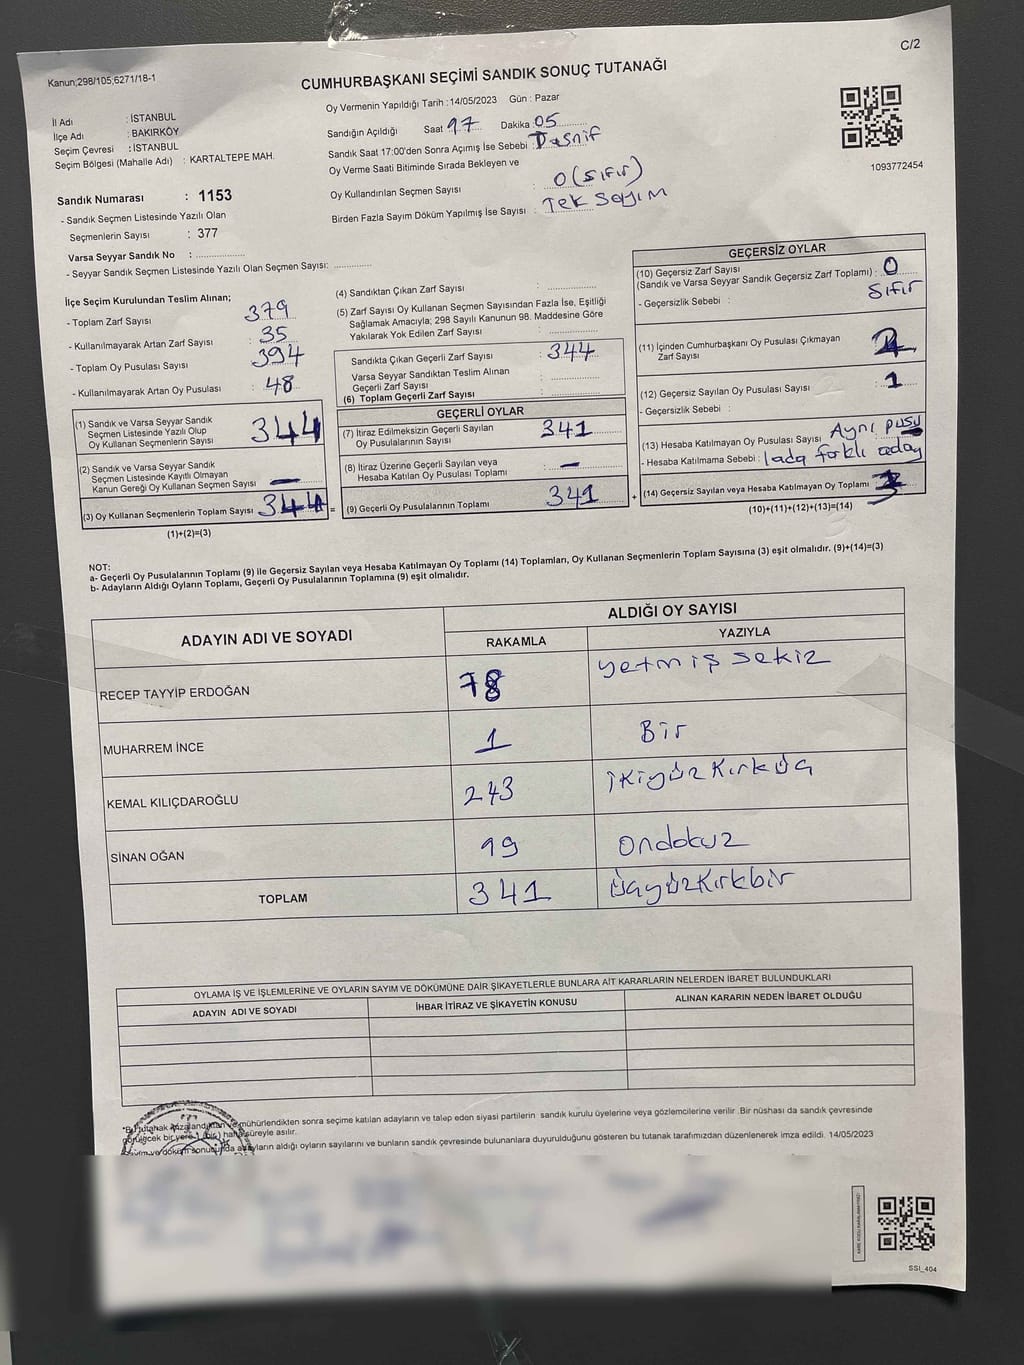 Kanun;298/105;6271/18-1
C/2
CUMHURBAŞKANI SEÇİMİ SANDIK SONUÇ TUTANAĞI
İl Adı : İSTANBUL
İlçe Adı : BAKIRKÖY
Seçim Çevresi : İSTANBUL
Seçim Bölgesi (Mahalle Adı) : KARTALTEPE MAH.
Oy Vermenin Yapıldığı Tarih :14/05/2023 Gün : Pazar
Sandığın Açıldığı Saat 17 Dakika 05
Sandık Saat 17:00'den Sonra Açımış İse Sebebi : Tasnif
Oy Verme Saati Bitiminde Sırada Bekleyen ve
Oy Kullandırılan Seçmen Sayısı : 0 (sıfır)
Birden Fazla Sayım Döküm Yapılmış İse Sayısı : Tek sayım
1093772454
Sandık Numarası : 1153
- Sandık Seçmen Listesinde Yazılı Olan
Seçmenlerin Sayısı : 377
Varsa Seyyar Sandık No : ................
- Seyyar Sandık Seçmen Listesinde Yazılı Olan Seçmen Sayısı: .............
İlçe Seçim Kurulundan Teslim Alınan;
- Toplam Zarf Sayısı : 379
- Kullanılmayarak Artan Zarf Sayısı : 35
- Toplam Oy Pusulası Sayısı : 394
- Kullanılmayarak Artan Oy Pusulası : 48
(1) Sandık ve Varsa Seyyar Sandık
Seçmen Listesinde Yazılı Olup
Oy Kullanan Seçmenlerin Sayısı : 344
(2) Sandık ve Varsa Seyyar Sandık
Seçmen Listesinde Kayıtlı Olmayan
Kanun Gereği Oy Kullanan Seçmen Sayısı : —
(3) Oy Kullanan Seçmenlerin Toplam Sayısı : 344 =
(1)+(2)=(3)
(4) Sandıktan Çıkan Zarf Sayısı : ................
(5) Zarf Sayısı Oy Kullanan Seçmen Sayısından Fazla İse, Eşitliği
Sağlamak Amacıyla; 298 Sayılı Kanunun 98. Maddesine Göre
Yakılarak Yok Edilen Zarf Sayısı : ................
Sandıkta Çıkan Geçerli Zarf Sayısı : 344
Varsa Seyyar Sandıktan Teslim Alınan
Geçerli Zarf Sayısı : ................
(6) Toplam Geçerli Zarf Sayısı : ................
GEÇERLİ OYLAR
(7) İtiraz Edilmeksizin Geçerli Sayılan
Oy Pusulalarının Sayısı : 341
(8) İtiraz Üzerine Geçerli Sayılan veya
Hesaba Katılan Oy Pusulası Toplamı : —
(9) Geçerli Oy Pusulalarının Toplamı : 341 +
GEÇERSİZ OYLAR
(10) Geçersiz Zarf Sayısı
(Sandık ve Varsa Seyyar Sandık Geçersiz Zarf Toplamı) : 0
- Geçersizlik Sebebi : Sıfır
(11) İçinden Cumhurbaşkanı Oy Pusulası Çıkmayan
Zarf Sayısı :
(12) Geçersiz Sayılan Oy Pusulası Sayısı : 1
- Geçersizlik Sebebi :
(13) Hesaba Katılmayan Oy Pusulası Sayısı : Aynı pusu
- Hesaba Katılmama Sebebi : lada farklı aday
(14) Geçersiz Sayılan veya Hesaba Katılmayan Oy Toplamı : 3
(10)+(11)+(12)+(13)=(14)
NOT:
a- Geçerli Oy Pusulalarının Toplamı (9) ile Geçersiz Sayılan veya Hesaba Katılmayan Oy Toplamı (14) Toplamları, Oy Kullanan Seçmenlerin Toplam Sayısına (3) eşit olmalıdır. (9)+(14)=(3)
b- Adayların Aldığı Oyların Toplamı, Geçerli Oy Pusulalarının Toplamına (9) eşit olmalıdır.
ADAYIN ADI VE SOYADI
ALDIĞI OY SAYISI
RAKAMLA YAZIYLA
RECEP TAYYİP ERDOĞAN 78 yetmiş sekiz
MUHARREM İNCE 1 Bir
KEMAL KILIÇDAROĞLU 243 İkiyüz Kırküç
SİNAN OĞAN 19 ondokuz
TOPLAM 341 üçyüzkırkbir
OYLAMA İŞ VE İŞLEMLERİNE VE OYLARIN SAYIM VE DÖKÜMÜNE DAİR ŞİKAYETLERLE BUNLARA AİT KARARLARIN NELERDEN İBARET BULUNDUKLARI
ADAYIN ADI VE SOYADI İHBAR İTİRAZ VE ŞİKAYETİN KONUSU ALINAN KARARIN NEDEN İBARET OLDUĞU
*Bu tutanak imzalandıktan ve mühürlendikten sonra seçime katılan adayların ve talep eden siyasi partilerin sandık kurulu üyelerine veya gözlemcilerine verilir .Bir nüshası da sandık çevresinde
görülecek bir yere 1 (bir) hafta süreyle asılır.
Sayım ve döküm sonucunda adayların aldığı oyların sayılarını ve bunların sandık çevresinde bulunanlara duyurulduğunu gösteren bu tutanak tarafımızdan düzenlenerek imza edildi. 14/05/2023
SSI_404